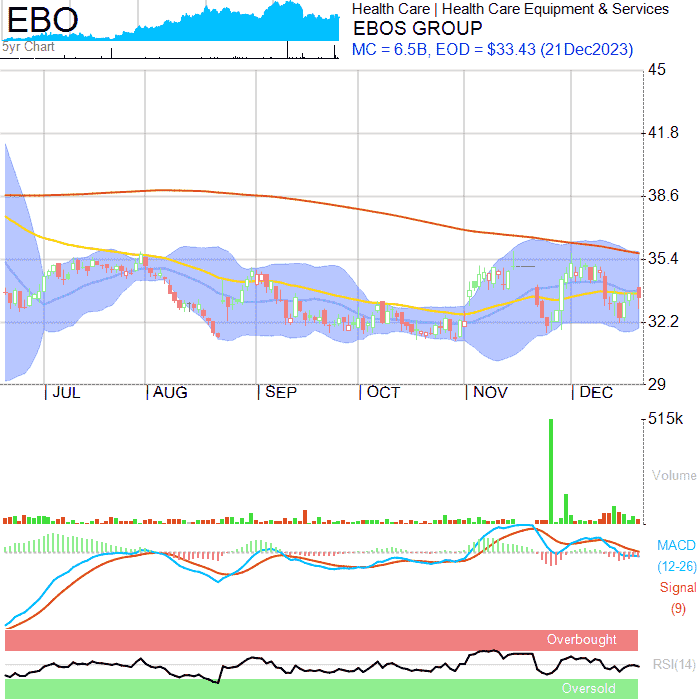 EBO
5yr Chart
Health Care | Health Care Equipment & Services
EBOS GROUP
MC = 6.5B, EOD = $33.43 (21Dec2023)
45
41.8
38.6
35.4
32.2
29
JUL AUG SEP OCT NOV DEC
515k
Volume
MACD
(12-26)
Signal
(9)
Overbought
RSI(14)
Oversold